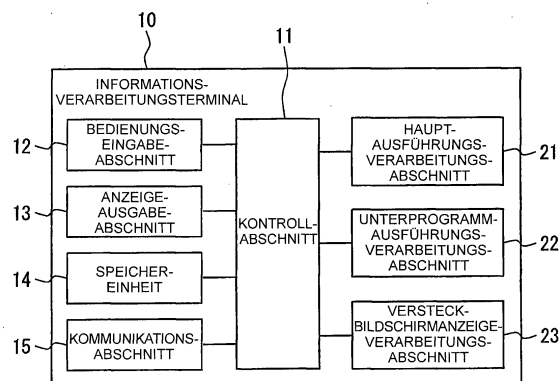 10
11
INFORMATIONS-
VERARBEITUNGSTERMINAL
12
BEDIENUNGS-
EINGABE-
ABSCHNITT
13
ANZEIGE-
AUSGABE-
ABSCHNITT
14
SPEICHER-
EINHEIT
15
KOMMUNIKATIONS-
ABSCHNITT
KONTROLL-
ABSCHNITT
HAUPT-
AUSFÜHRUNGS-
VERARBEITUNGS-
ABSCHNITT
21
UNTERPROGRAMM-
AUSFÜHRUNGS-
VERARBEITUNGS-
ABSCHNITT
22
VERSTECK-
BILDSCHIRMANZEIGE-
VERARBEITUNGS-
ABSCHNITT
23